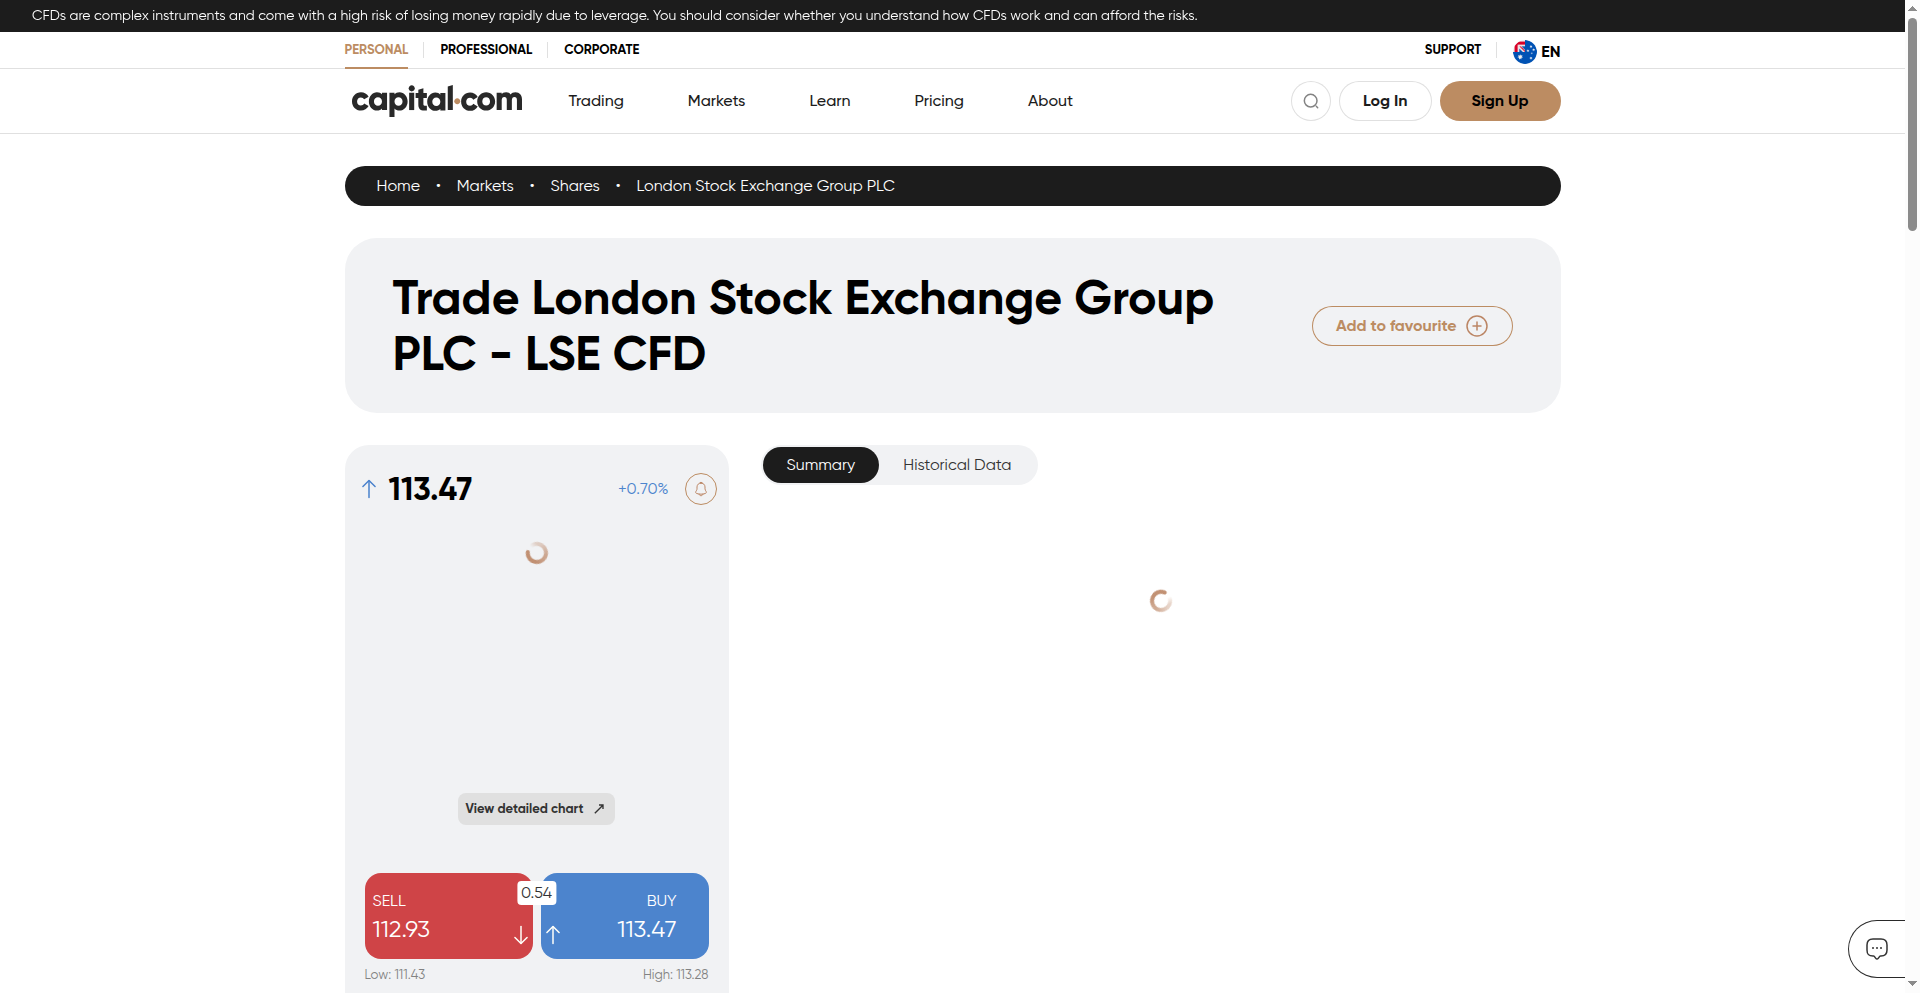 CFDs are complex instruments and come with a high risk of losing money rapidly due to leverage. You should consider whether you understand how CFDs work and can afford the risks.
PERSONAL
PROFESSIONAL
CORPORATE
SUPPORT
EN
capital.com
Trading
Markets
Learn
Pricing
About
Log In
Sign Up
Home • Markets • Shares • London Stock Exchange Group PLC
Trade London Stock Exchange Group
PLC - LSE CFD
Add to favourite
113.47
+0.70%
Summary
Historical Data
View detailed chart
SELL
112.93
0.54
BUY
113.47
Low: 111.43
High: 113.28